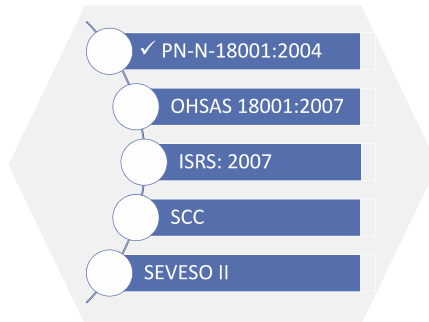 ✓ PN-N-18001:2004
OHSAS 18001:2007
ISRS: 2007
SCC
SEVESO II